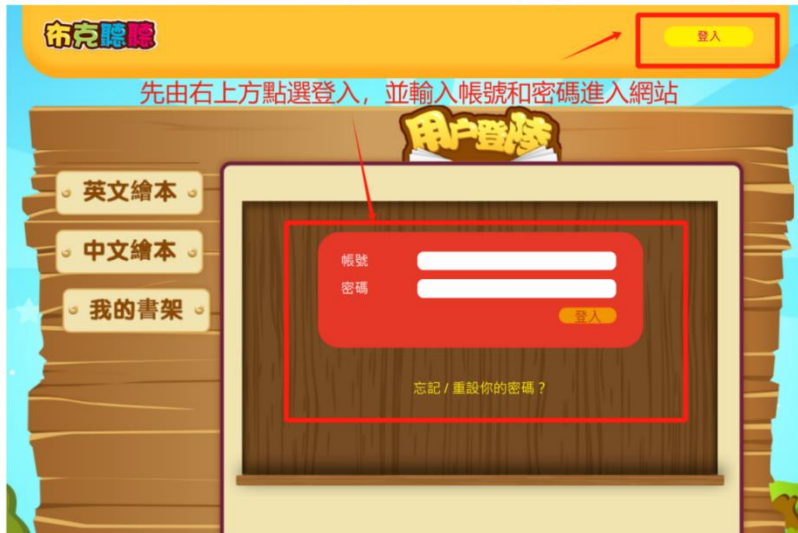 布克聽聽
登入
先由右上方點選登入，並輸入帳號和密碼進入網站
用戶登陸
英文繪本
中文繪本
我的書架
帳號
密碼
登入
忘記 / 重設你的密碼？